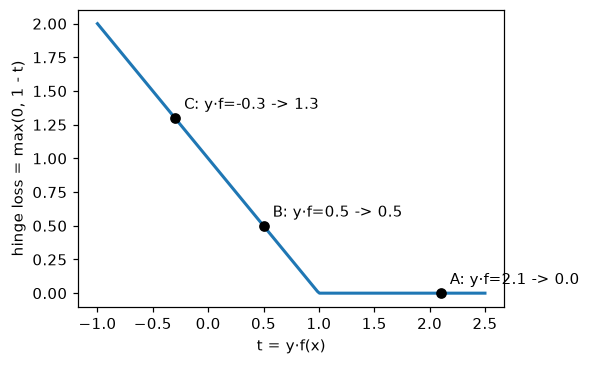 2.00
1.75
1.50
1.25
1.00
0.75
0.50
0.25
0.00
hinge loss = max(0, 1 - t)
C: y·f=-0.3 -> 1.3
B: y·f=0.5 -> 0.5
A: y·f=2.1 -> 0.0
−1.0 −0.5 0.0 0.5 1.0 1.5 2.0 2.5
t = y·f(x)